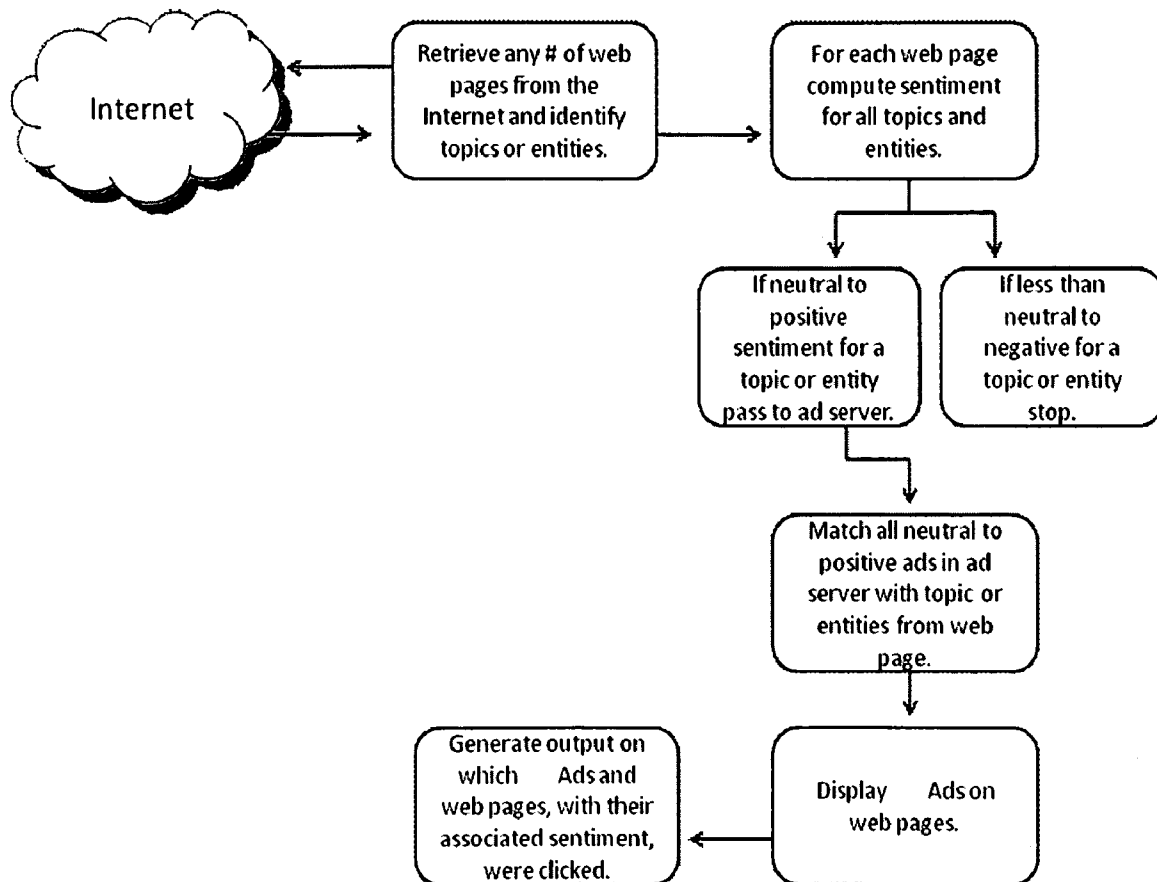 Internet
Retrieve any # of web
pages from the
Internet and identify
topics or entities.
For each web page
compute sentiment
for all topics and
entities.
If neutral to
positive
sentiment for a
topic or entity
pass to ad server.
If less than
neutral to
negative for a
topic or entity
stop.
Match all neutral to
positive ads in ad
server with topic or
entities from web
page.
Display Ads on
web pages.
Generate output on
which Ads and
web pages, with their
associated sentiment,
were clicked.